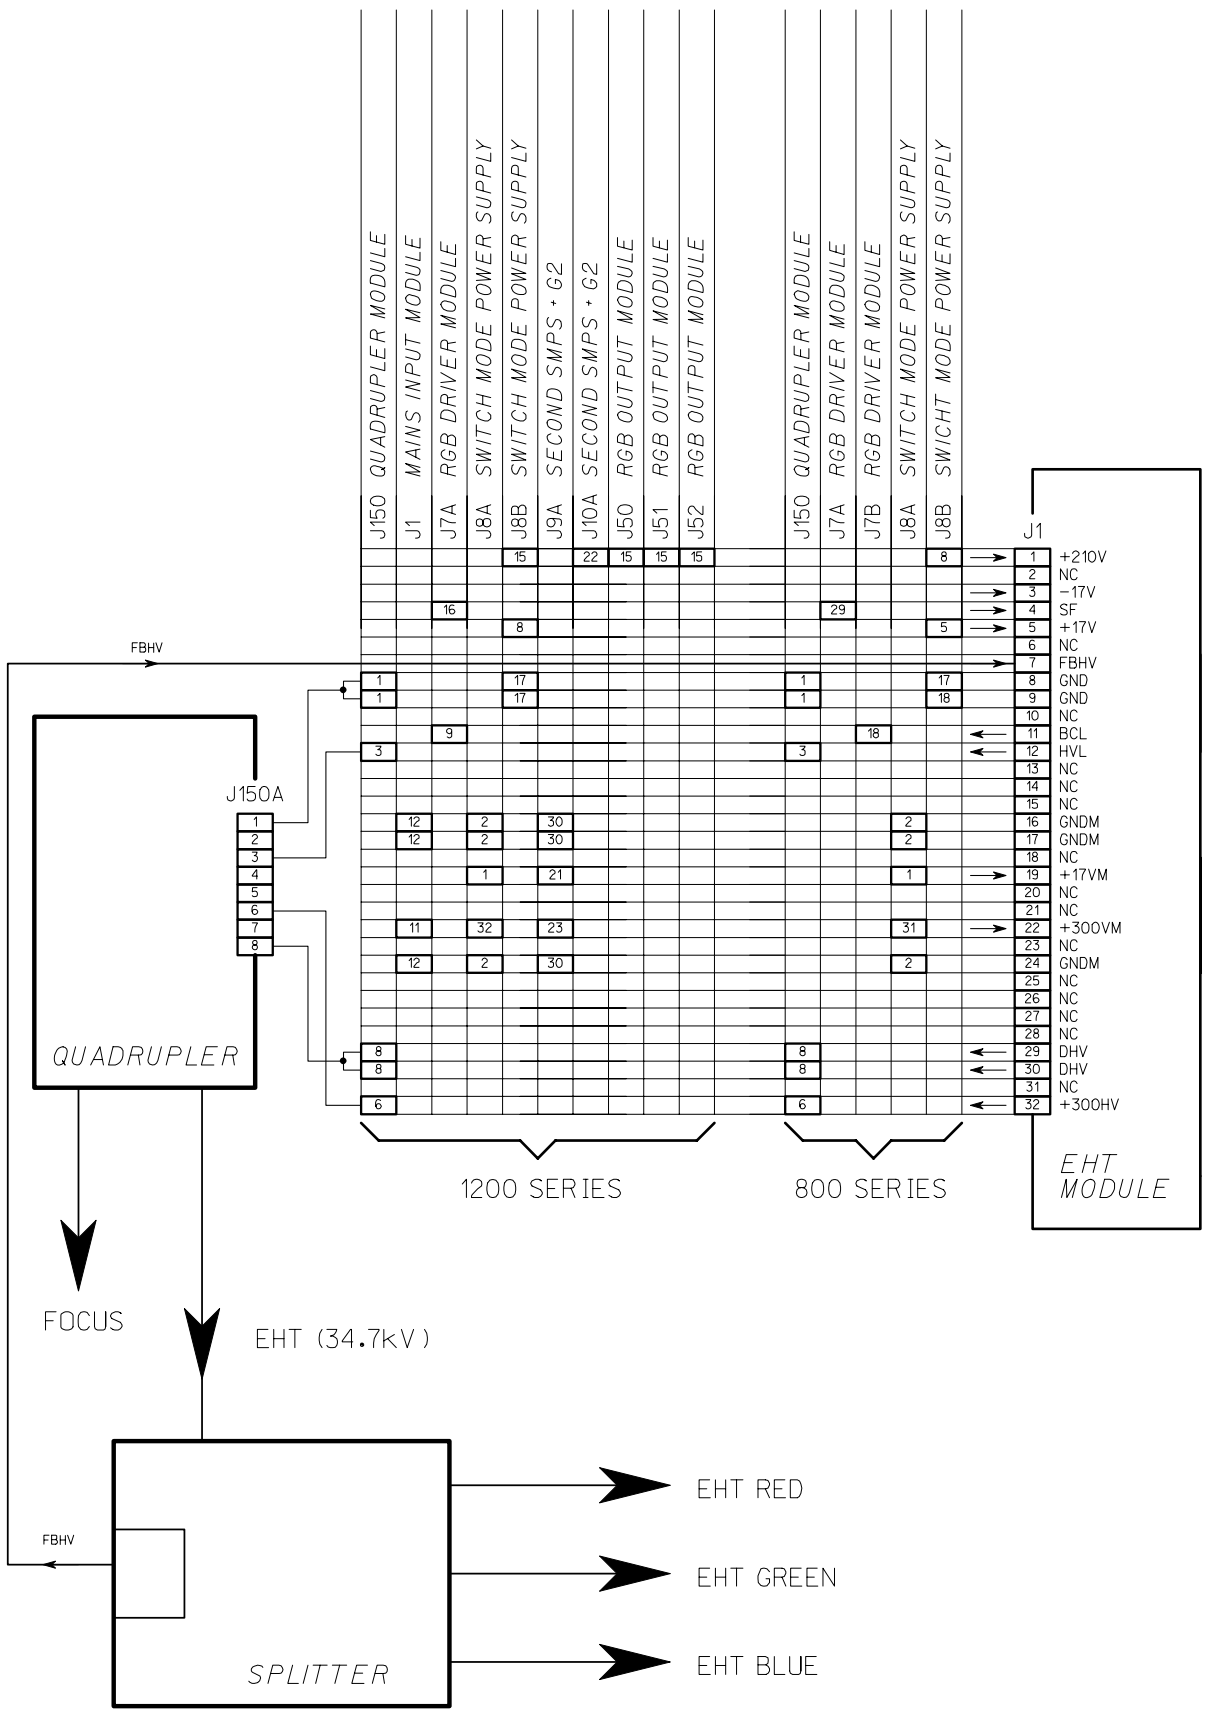 J150 QUADRUPLER MODULE
J1 MAINS INPUT MODULE
J7A RGB DRIVER MODULE
J8A SWITCH MODE POWER SUPPLY
J8B SWITCH MODE POWER SUPPLY
J9A SECOND SMPS + G2
J10A SECOND SMPS + G2
J50 RGB OUTPUT MODULE
J51 RGB OUTPUT MODULE
J52 RGB OUTPUT MODULE
J150 QUADRUPLER MODULE
J7A RGB DRIVER MODULE
J7B RGB DRIVER MODULE
J8A SWITCH MODE POWER SUPPLY
J8B SWICHT MODE POWER SUPPLY
J1
15 22 15 15 15 8 1 +210V
2 NC
3 -17V
16 29 4 SF
8 5 5 +17V
6 NC
FBHV
7 FBHV
1 17 1 17 8 GND
1 17 1 18 9 GND
10 NC
9 18 11 BCL
3 3 12 HVL
13 NC
14 NC
15 NC
12 2 30 2 16 GNDM
12 2 30 2 17 GNDM
18 NC
1 21 1 19 +17VM
20 NC
21 NC
11 32 23 31 22 +300VM
23 NC
12 2 30 2 24 GNDM
25 NC
26 NC
27 NC
28 NC
8 8 29 DHV
8 8 30 DHV
31 NC
6 6 32 +300HV
J150A
1
2
3
4
5
6
7
8
QUADRUPLER
1200 SERIES
800 SERIES
EHT
MODULE
FOCUS
EHT (34.7kV)
FBHV
SPLITTER
EHT RED
EHT GREEN
EHT BLUE